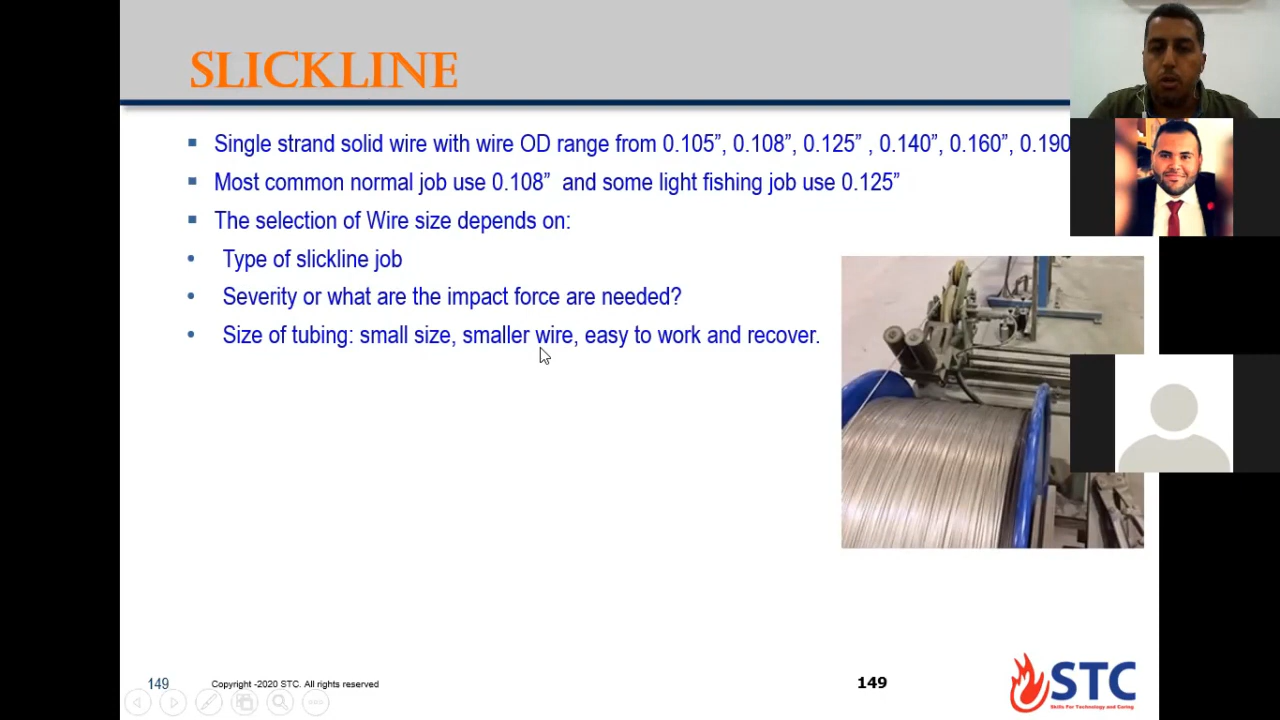 SLICKLINE
Single strand solid wire with wire OD range from 0.105”, 0.108”, 0.125” , 0.140”, 0.160”, 0.190
Most common normal job use 0.108” and some light fishing job use 0.125”
The selection of Wire size depends on:
Type of slickline job
Severity or what are the impact force are needed?
Size of tubing: small size, smaller wire, easy to work and recover.
149
Copyright -2020 STC. All rights reserved
149
STC
Skills For Technology and Caring